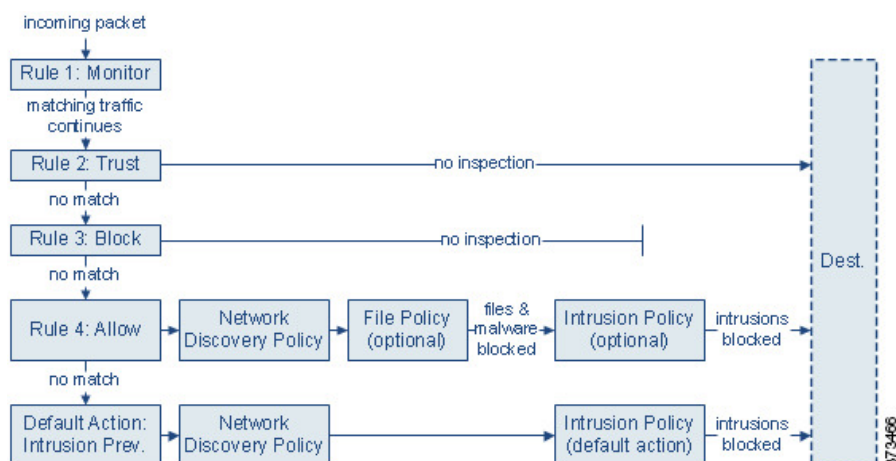 incoming packet
Rule 1: Monitor
matching traffic
continues
Rule 2: Trust
no inspection
no match
Rule 3: Block
no inspection
no match
Dest.
Rule 4: Allow
Network
Discovery Policy
File Policy
(optional)
files &
malware
blocked
Intrusion Policy
(optional)
intrusions
blocked
no match
Default Action:
Intrusion Prev.
Network
Discovery Policy
Intrusion Policy
(default action)
intrusions
blocked